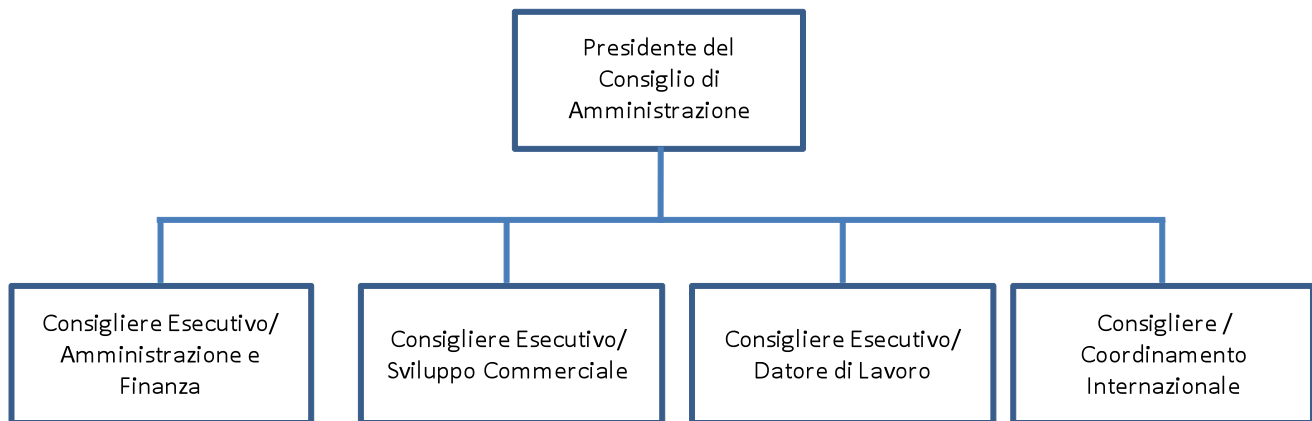 Presidente del
Consiglio di
Amministrazione
Consigliere Esecutivo/
Amministrazione e
Finanza
Consigliere Esecutivo/
Sviluppo Commerciale
Consigliere Esecutivo/
Datore di Lavoro
Consigliere /
Coordinamento
Internazionale